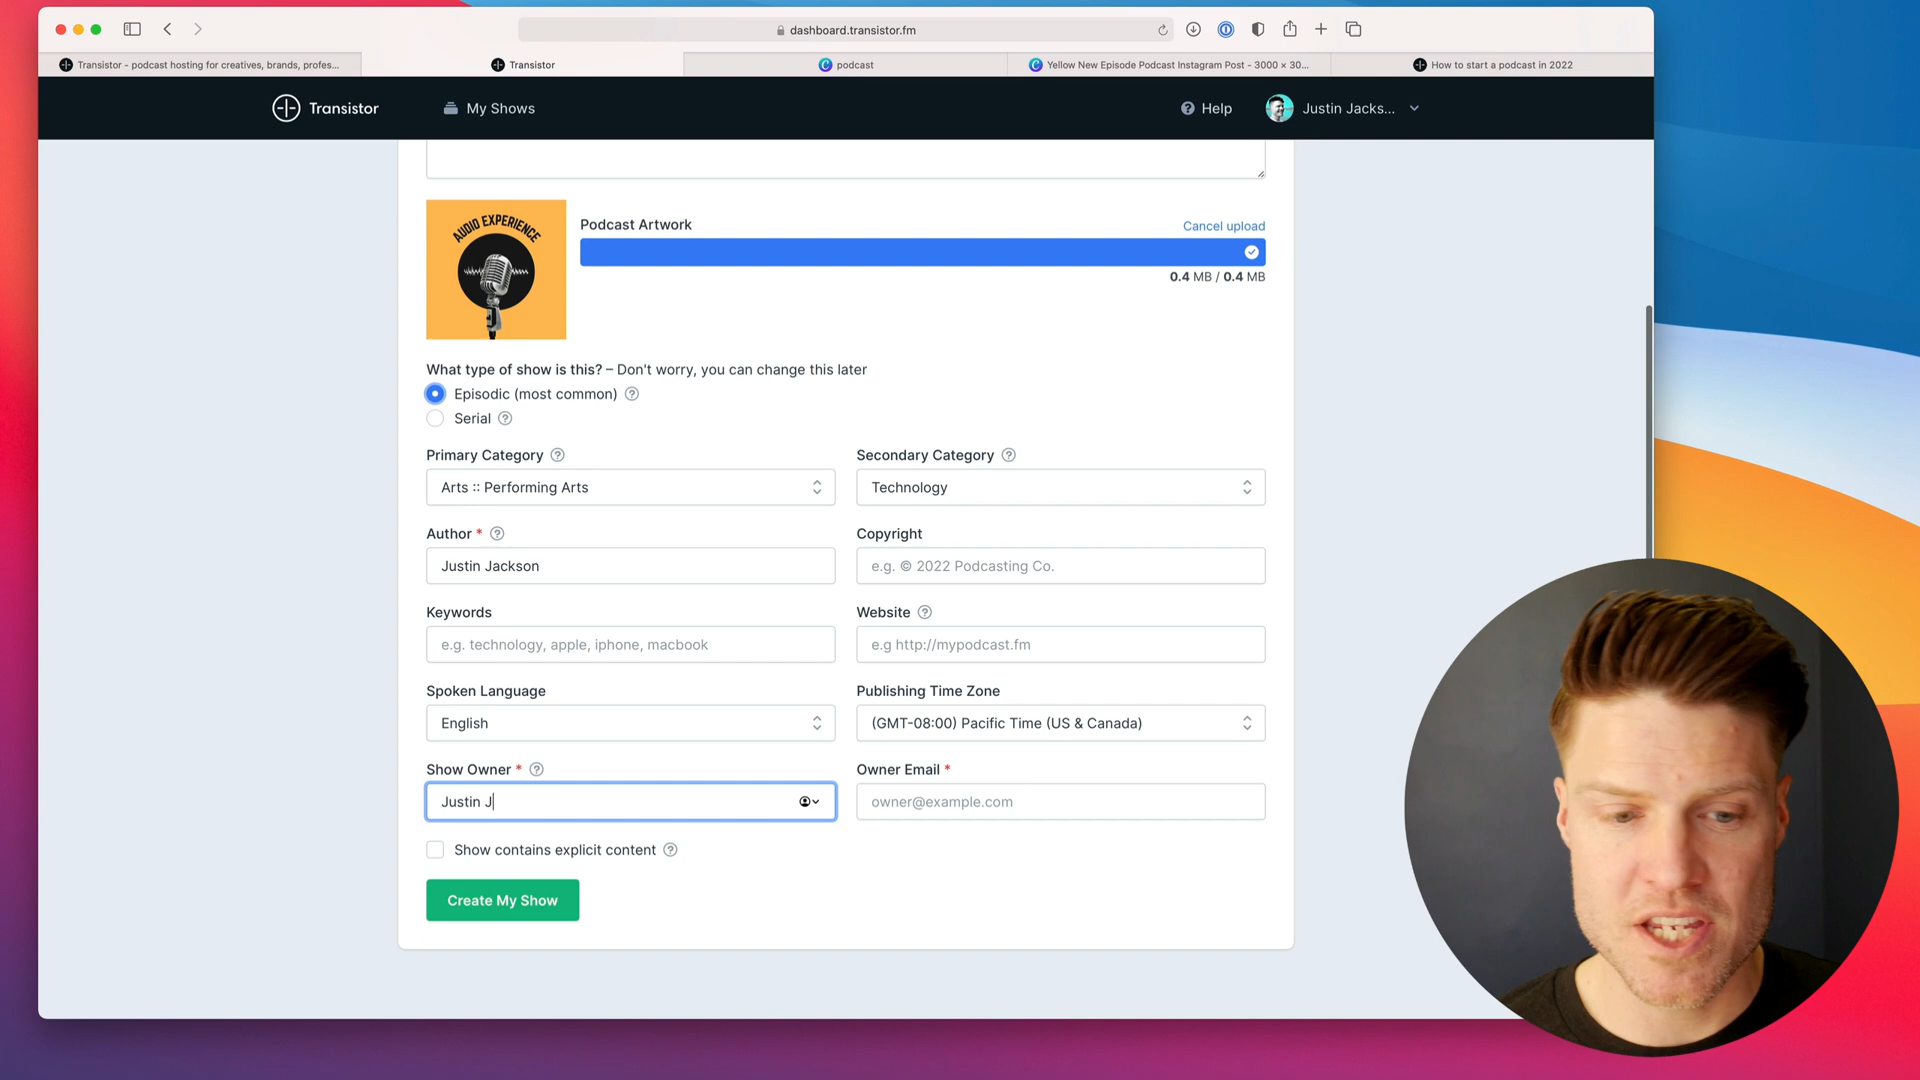 dashboard.transistor.fm
Transistor - podcast hosting for creatives, brands, profes...
Transistor
podcast
Yellow New Episode Podcast Instagram Post - 3000 × 30...
How to start a podcast in 2022
Transistor
My Shows
Help
Justin Jacks...
AUDIO EXPERIENCE
Podcast Artwork
Cancel upload
0.4 MB / 0.4 MB
What type of show is this? – Don't worry, you can change this later
Episodic (most common)
Serial
Primary Category
Secondary Category
Arts :: Performing Arts
Technology
Author *
Copyright
Justin Jackson
e.g. © 2022 Podcasting Co.
Keywords
Website
e.g. technology, apple, iphone, macbook
e.g http://mypodcast.fm
Spoken Language
Publishing Time Zone
English
(GMT-08:00) Pacific Time (US & Canada)
Show Owner *
Owner Email *
Justin J
owner@example.com
Show contains explicit content
Create My Show